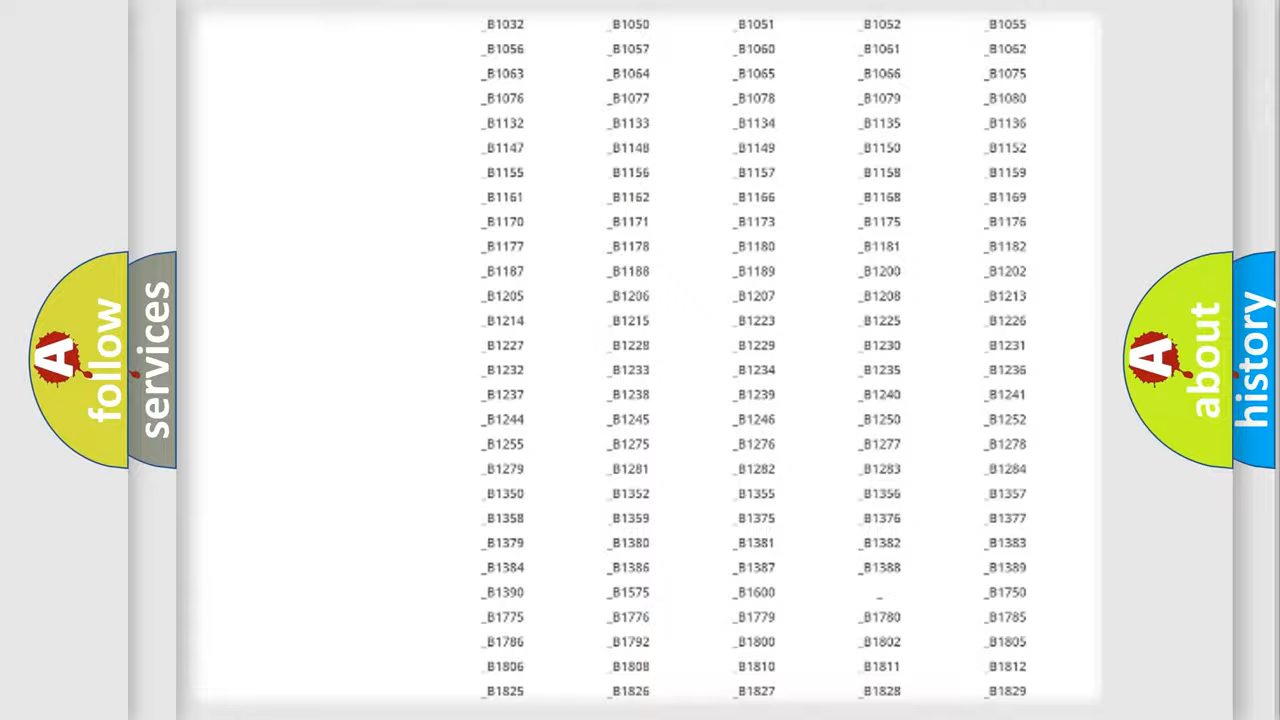 _B1032 _B1050 _B1051 _B1052 _B1055
_B1056 _B1057 _B1060 _B1061 _B1062
_B1063 _B1064 _B1065 _B1066 _B1075
_B1076 _B1077 _B1078 _B1079 _B1080
_B1132 _B1133 _B1134 _B1135 _B1136
_B1147 _B1148 _B1149 _B1150 _B1152
_B1155 _B1156 _B1157 _B1158 _B1159
_B1161 _B1162 _B1166 _B1168 _B1169
_B1170 _B1171 _B1173 _B1175 _B1176
_B1177 _B1178 _B1180 _B1181 _B1182
_B1187 _B1188 _B1189 _B1200 _B1202
_B1205 _B1206 _B1207 _B1208 _B1213
_B1214 _B1215 _B1223 _B1225 _B1226
_B1227 _B1228 _B1229 _B1230 _B1231
_B1232 _B1233 _B1234 _B1235 _B1236
_B1237 _B1238 _B1239 _B1240 _B1241
_B1244 _B1245 _B1246 _B1250 _B1252
_B1255 _B1275 _B1276 _B1277 _B1278
_B1279 _B1281 _B1282 _B1283 _B1284
_B1350 _B1352 _B1355 _B1356 _B1357
_B1358 _B1359 _B1375 _B1376 _B1377
_B1379 _B1380 _B1381 _B1382 _B1383
_B1384 _B1386 _B1387 _B1388 _B1389
_B1390 _B1575 _B1600 _ _B1750
_B1775 _B1776 _B1779 _B1780 _B1785
_B1786 _B1792 _B1800 _B1802 _B1805
_B1806 _B1808 _B1810 _B1811 _B1812
_B1825 _B1826 _B1827 _B1828 _B1829
A
follow
services
A
about
history